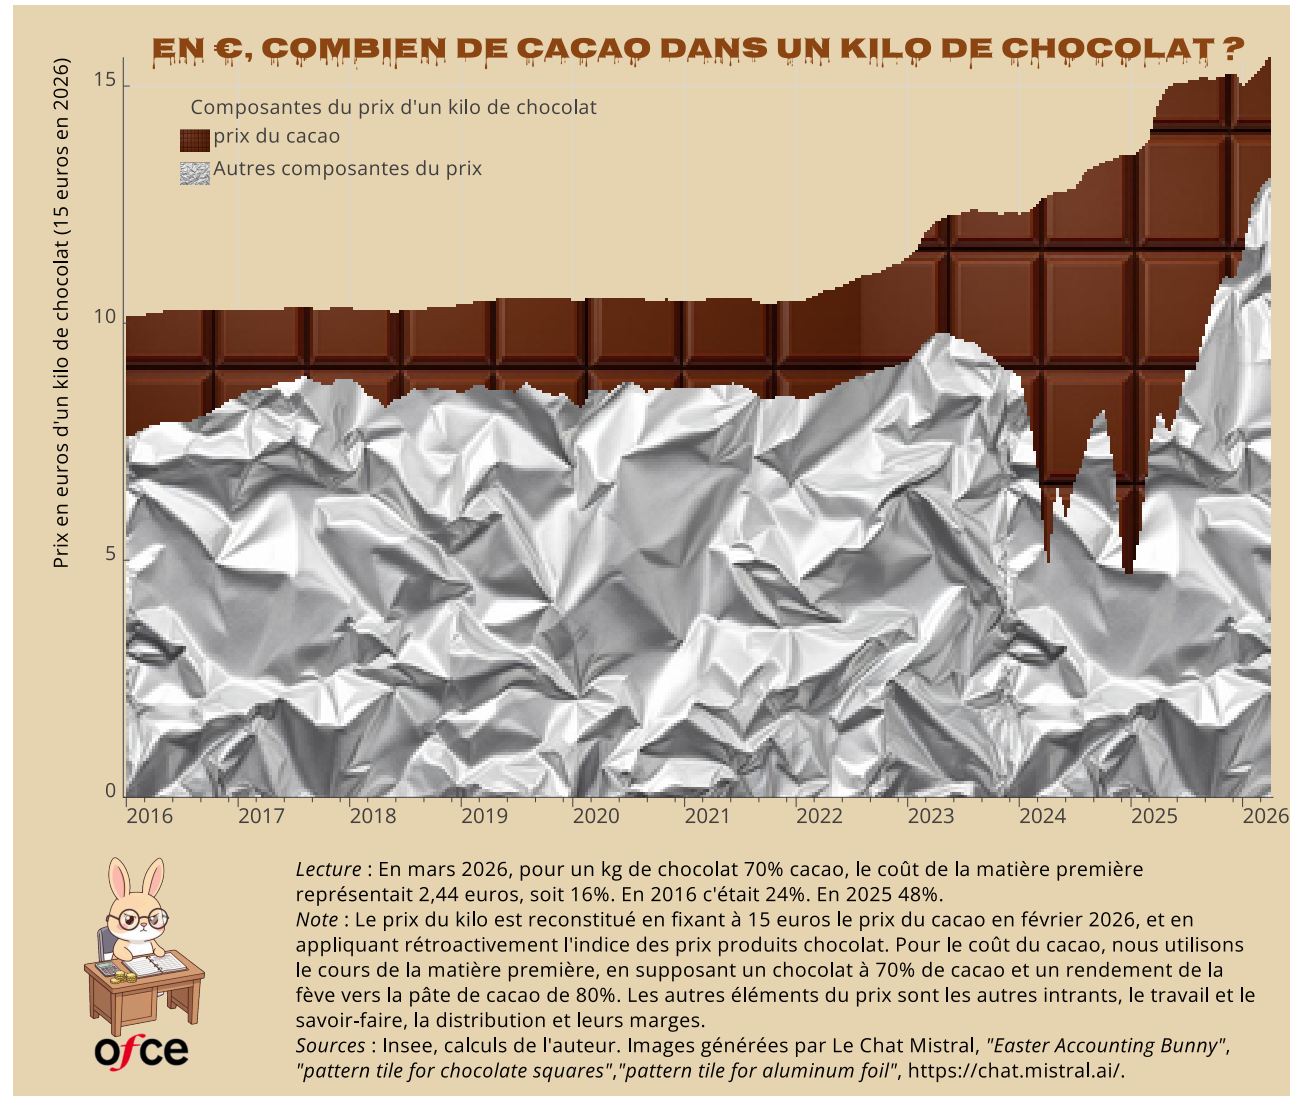 EN €, COMBIEN DE CACAO DANS UN KILO DE CHOCOLAT ?
Prix en euros d'un kilo de chocolat (15 euros en 2026)
15
10
5
0
Composantes du prix d'un kilo de chocolat
prix du cacao
Autres composantes du prix
2016 2017 2018 2019 2020 2021 2022 2023 2024 2025 2026
Lecture : En mars 2026, pour un kg de chocolat 70% cacao, le coût de la matière première
représentait 2,44 euros, soit 16%. En 2016 c'était 24%. En 2025 48%.
Note : Le prix du kilo est reconstitué en fixant à 15 euros le prix du cacao en février 2026, et en
appliquant rétroactivement l'indice des prix produits chocolat. Pour le coût du cacao, nous utilisons
le cours de la matière première, en supposant un chocolat à 70% de cacao et un rendement de la
fève vers la pâte de cacao de 80%. Les autres éléments du prix sont les autres intrants, le travail et le
savoir-faire, la distribution et leurs marges.
Sources : Insee, calculs de l'auteur. Images générées par Le Chat Mistral, "Easter Accounting Bunny",
"pattern tile for chocolate squares","pattern tile for aluminum foil", https://chat.mistral.ai/.
ofce